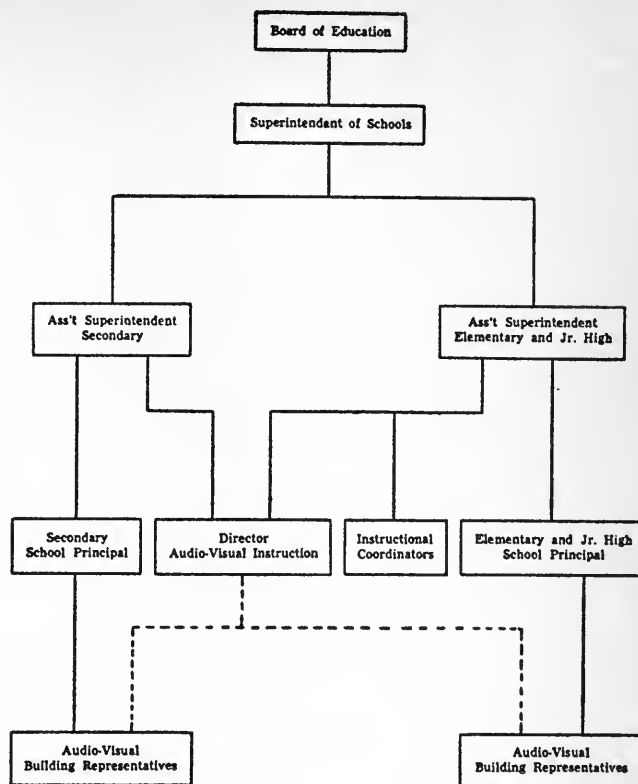 Board of Education
Superintendant of Schools
Ass't Superintendent
Secondary
Ass't Superintendent
Elementary and Jr. High
Secondary
School Principal
Director
Audio-Visual Instruction
Instructional
Coordinators
Elementary and Jr. High
School Principal
Audio-Visual
Building Representatives
Audio-Visual
Building Representatives